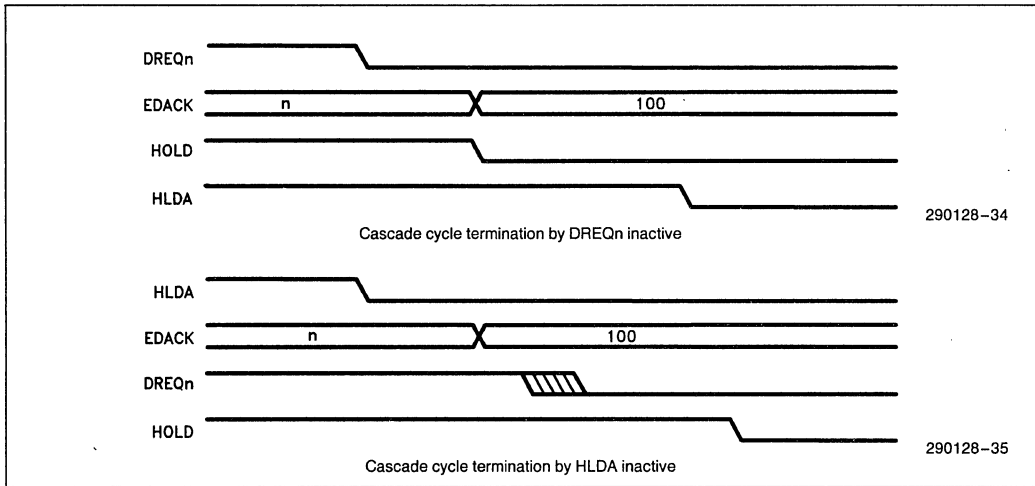 DREQn
EDACK n 100
HOLD
HLDA
290128-34
Cascade cycle termination by DREQn inactive
HLDA
EDACK n 100
DREQn
HOLD
290128-35
Cascade cycle termination by HLDA inactive